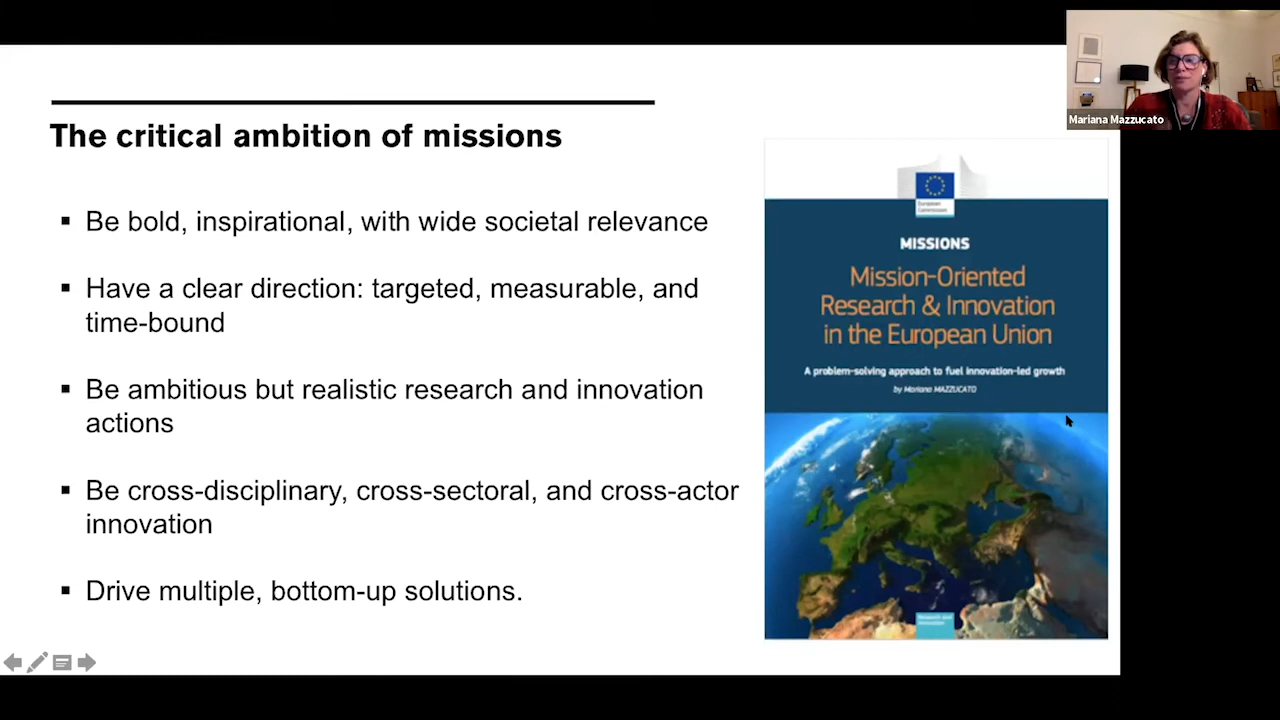 Mariana Mazzucato
The critical ambition of missions
Be bold, inspirational, with wide societal relevance
Have a clear direction: targeted, measurable, and
time-bound
Be ambitious but realistic research and innovation
actions
Be cross-disciplinary, cross-sectoral, and cross-actor
innovation
Drive multiple, bottom-up solutions.
European
Commission
MISSIONS
Mission-Oriented
Research & Innovation
in the European Union
A problem-solving approach to fuel innovation-led growth
by Mariana MAZZUCATO
Research and
Innovation